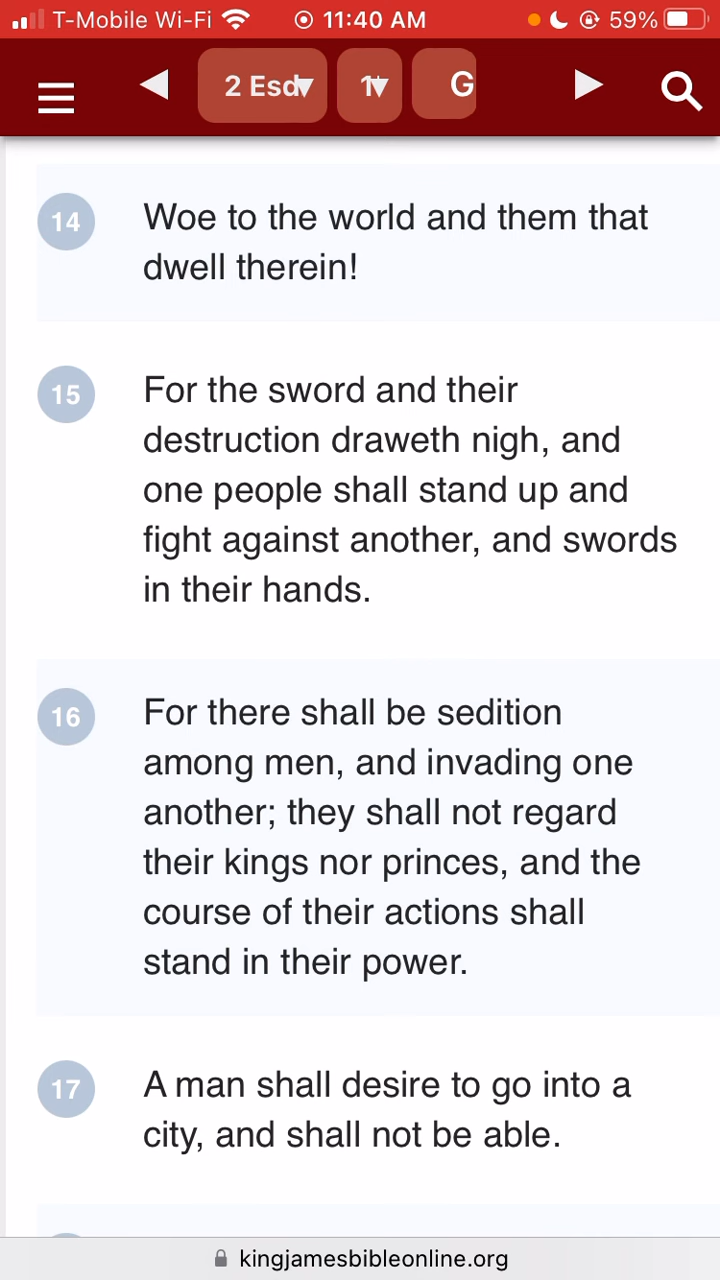 T-Mobile Wi-Fi 11:40 AM 59%
2 Esd 1 G
14 Woe to the world and them that
dwell therein!
15 For the sword and their
destruction draweth nigh, and
one people shall stand up and
fight against another, and swords
in their hands.
16 For there shall be sedition
among men, and invading one
another; they shall not regard
their kings nor princes, and the
course of their actions shall
stand in their power.
17 A man shall desire to go into a
city, and shall not be able.
kingjamesbibleonline.org